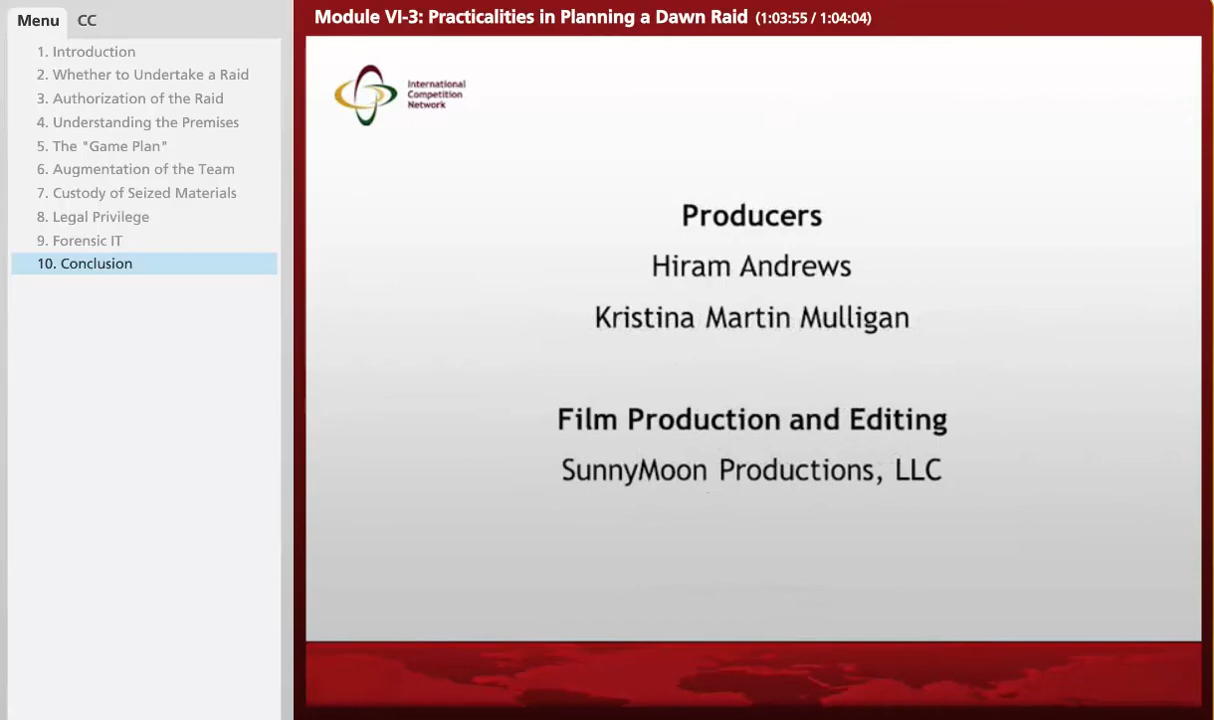 Menu CC
1. Introduction
2. Whether to Undertake a Raid
3. Authorization of the Raid
4. Understanding the Premises
5. The "Game Plan"
6. Augmentation of the Team
7. Custody of Seized Materials
8. Legal Privilege
9. Forensic IT
10. Conclusion
Module VI-3: Practicalities in Planning a Dawn Raid (1:03:55 / 1:04:04)
International
Competition
Network
Producers
Hiram Andrews
Kristina Martin Mulligan
Film Production and Editing
SunnyMoon Productions, LLC